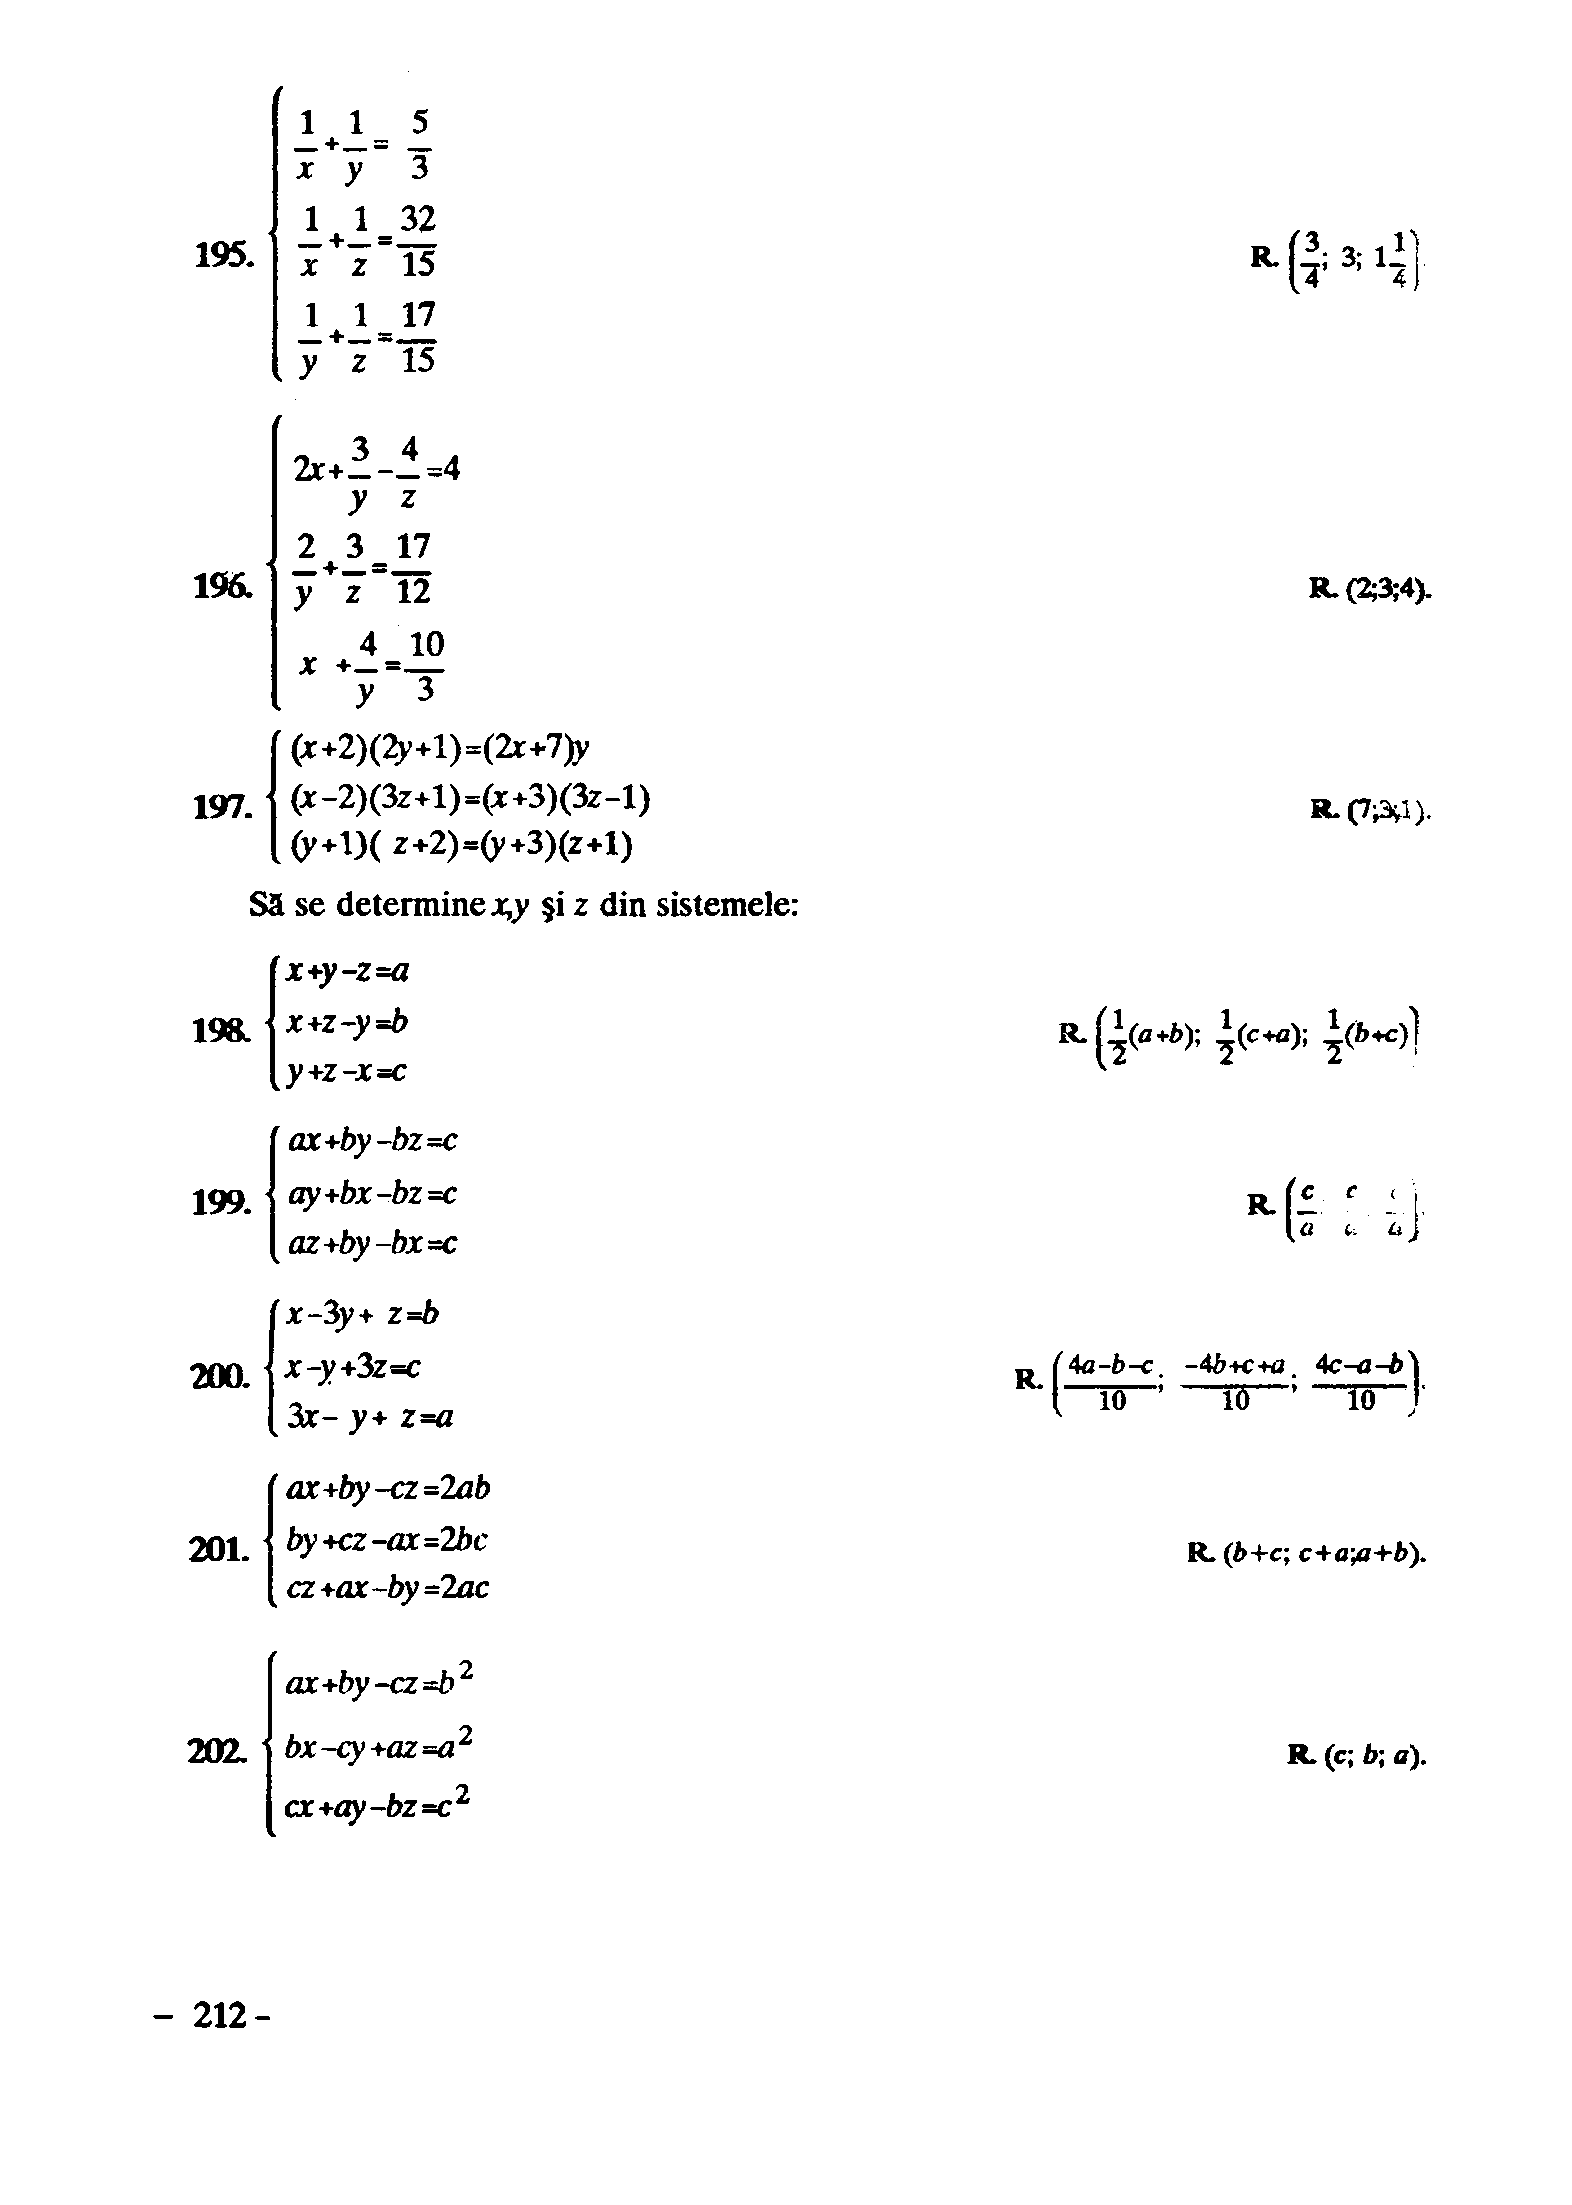 195. { 1/x + 1/y = 5/3
1/x + 1/z = 32/15
1/y + 1/z = 17/15
R. (3/4; 3; 1 1/4).
196. { 2x + 3/y - 4/z = 4
2/y + 3/z = 17/12
x + 4/y = 10/3
R. (2;3;4).
197. { (x+2)(2y+1)=(2x+7)y
(x-2)(3z+1)=(x+3)(3z-1)
(y+1)( z+2)=(y+3)(z+1)
R. (7;3;1).
Să se determine x,y şi z din sistemele:
198. { x+y-z=a
x+z-y=b
y+z-x=c
R. (1/2(a+b); 1/2(c+a); 1/2(b+c))
199. { ax+by-bz=c
ay+bx-bz=c
az+by-bx=c
R. (c/a c/a c/a).
200. { x-3y+ z=b
x-y+3z=c
3x- y+ z=a
R. ((4a-b-c)/10; (-4b+c+a)/10; (4c-a-b)/10).
201. { ax+by-cz=2ab
by+cz-ax=2bc
cz+ax-by=2ac
R. (b+c; c+a;a+b).
202. { ax+by-cz=b²
bx-cy+az=a²
cx+ay-bz=c²
R. (c; b; a).
- 212 -